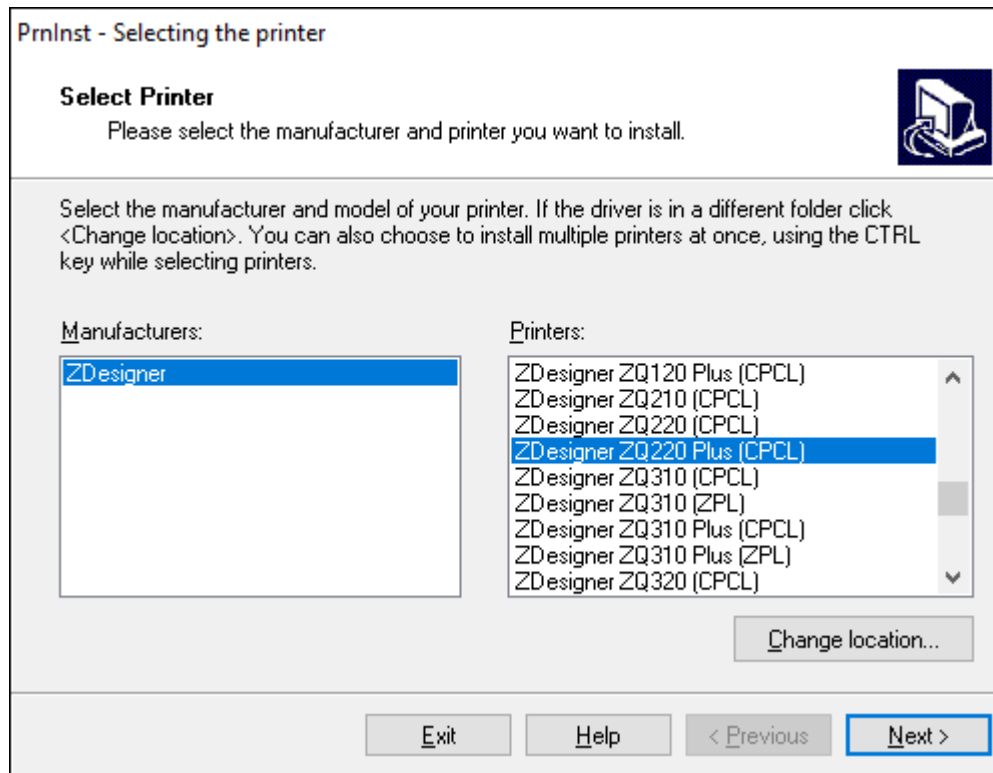 PrnInst - Selecting the printer
Select Printer
Please select the manufacturer and printer you want to install.
Select the manufacturer and model of your printer. If the driver is in a different folder click
<Change location>. You can also choose to install multiple printers at once, using the CTRL
key while selecting printers.
Manufacturers:
ZDesigner
Printers:
ZDesigner ZQ120 Plus (CPCL)
ZDesigner ZQ210 (CPCL)
ZDesigner ZQ220 (CPCL)
ZDesigner ZQ220 Plus (CPCL)
ZDesigner ZQ310 (CPCL)
ZDesigner ZQ310 (ZPL)
ZDesigner ZQ310 Plus (CPCL)
ZDesigner ZQ310 Plus (ZPL)
ZDesigner ZQ320 (CPCL)
Change location...
Exit
Help
< Previous
Next >